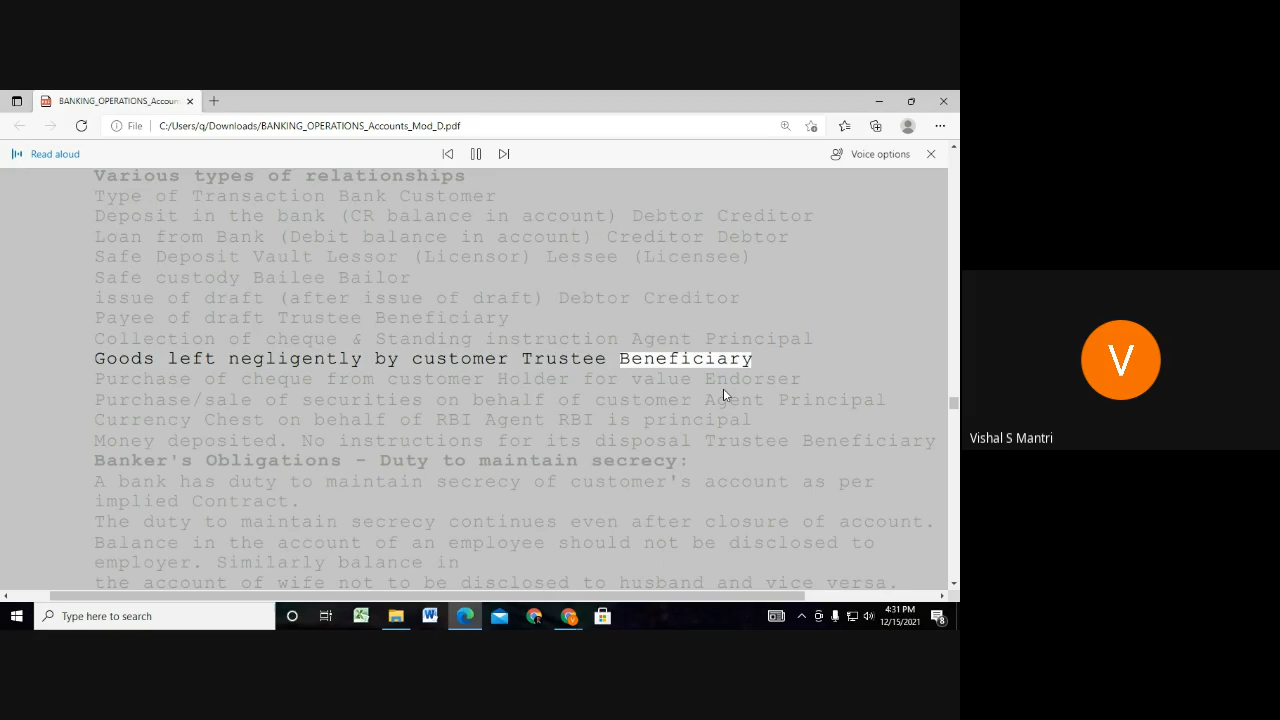 BANKING_OPERATIONS_Accoun
File
C:/Users/q/Downloads/BANKING_OPERATIONS_Accounts_Mod_D.pdf
Read aloud
Voice options
Various types of relationships
Type of Transaction Bank Customer
Deposit in the bank (CR balance in account) Debtor Creditor
Loan from Bank (Debit balance in account) Creditor Debtor
Safe Deposit Vault Lessor (Licensor) Lessee (Licensee)
Safe custody Bailee Bailor
issue of draft (after issue of draft) Debtor Creditor
Payee of draft Trustee Beneficiary
Collection of cheque & Standing instruction Agent Principal
Goods left negligently by customer Trustee Beneficiary
Purchase of cheque from customer Holder for value Endorser
Purchase/sale of securities on behalf of customer Agent Principal
Currency Chest on behalf of RBI Agent RBI is principal
Money deposited. No instructions for its disposal Trustee Beneficiary
Banker's Obligations - Duty to maintain secrecy:
A bank has duty to maintain secrecy of customer's account as per
implied Contract.
The duty to maintain secrecy continues even after closure of account.
Balance in the account of an employee should not be disclosed to
employer. Similarly balance in
the account of wife not to be disclosed to husband and vice versa.
V
Vishal S Mantri
Type here to search
4:31 PM
12/15/2021
8